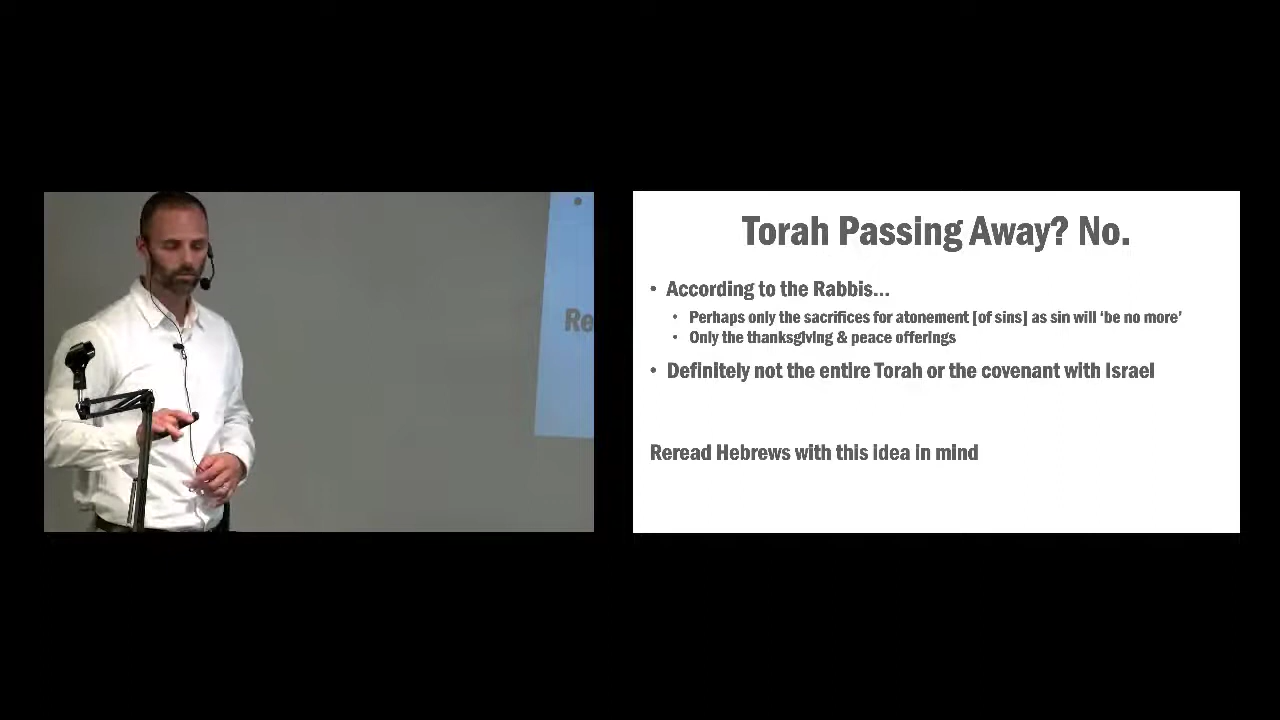 Re
Torah Passing Away? No.
• According to the Rabbis...
• Perhaps only the sacrifices for atonement [of sins] as sin will ‘be no more’
• Only the thanksgiving & peace offerings
• Definitely not the entire Torah or the covenant with Israel
Reread Hebrews with this idea in mind